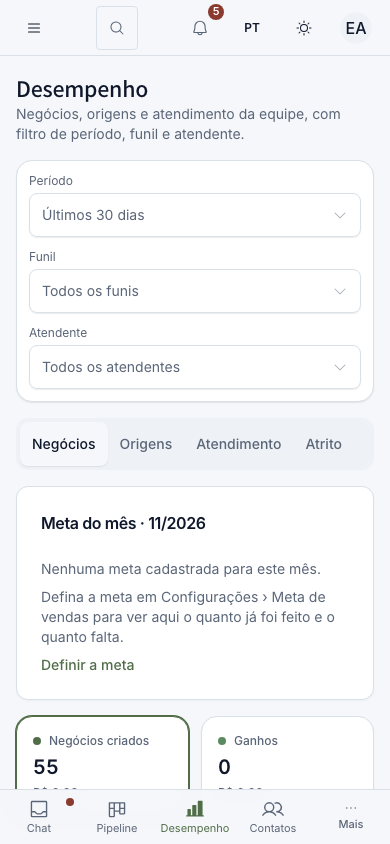 5
PT
EA
Desempenho
Negócios, origens e atendimento da equipe, com
filtro de período, funil e atendente.
Período
Últimos 30 dias
Funil
Todos os funis
Atendente
Todos os atendentes
Negócios Origens Atendimento Atrito
Meta do mês · 11/2026
Nenhuma meta cadastrada para este mês.
Defina a meta em Configurações › Meta de
vendas para ver aqui o quanto já foi feito e o
quanto falta.
Definir a meta
Negócios criados
55
Ganhos
0
Chat
Pipeline
Desempenho
Contatos
Mais